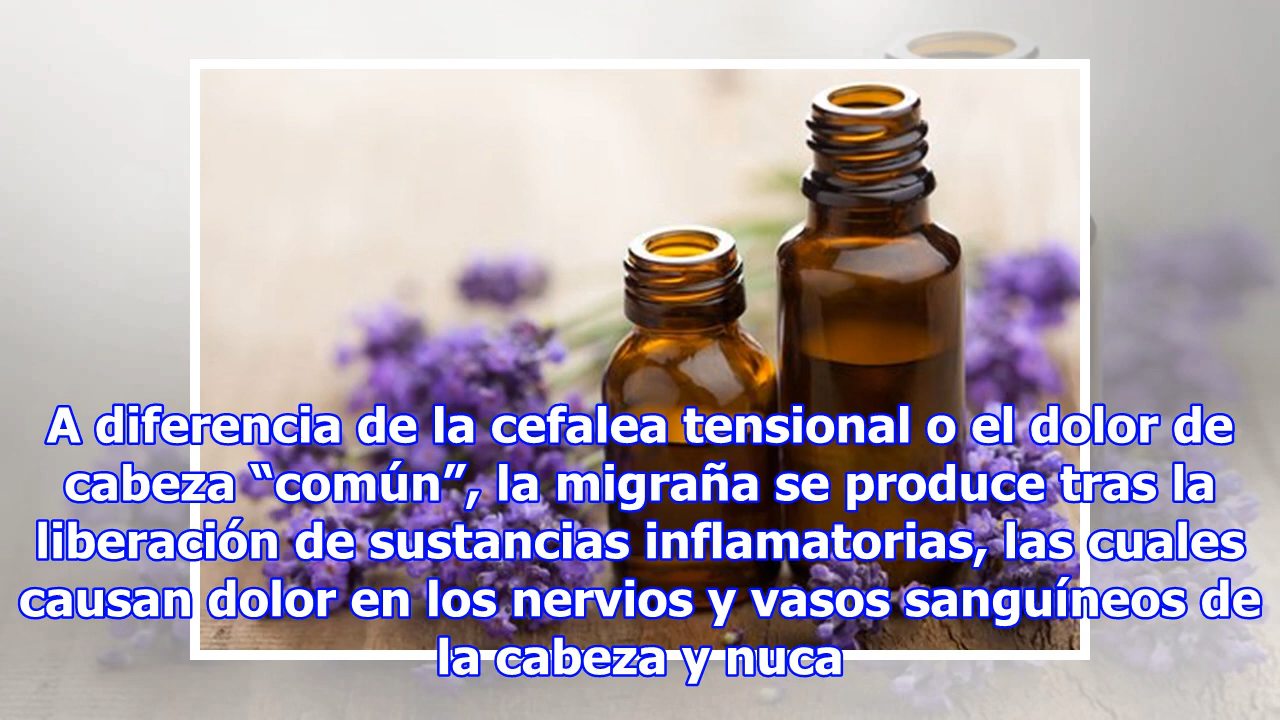 A diferencia de la cefalea tensional o el dolor de
cabeza “común”, la migraña se produce tras la
liberación de sustancias inflamatorias, las cuales
causan dolor en los nervios y vasos sanguíneos de
la cabeza y nuca